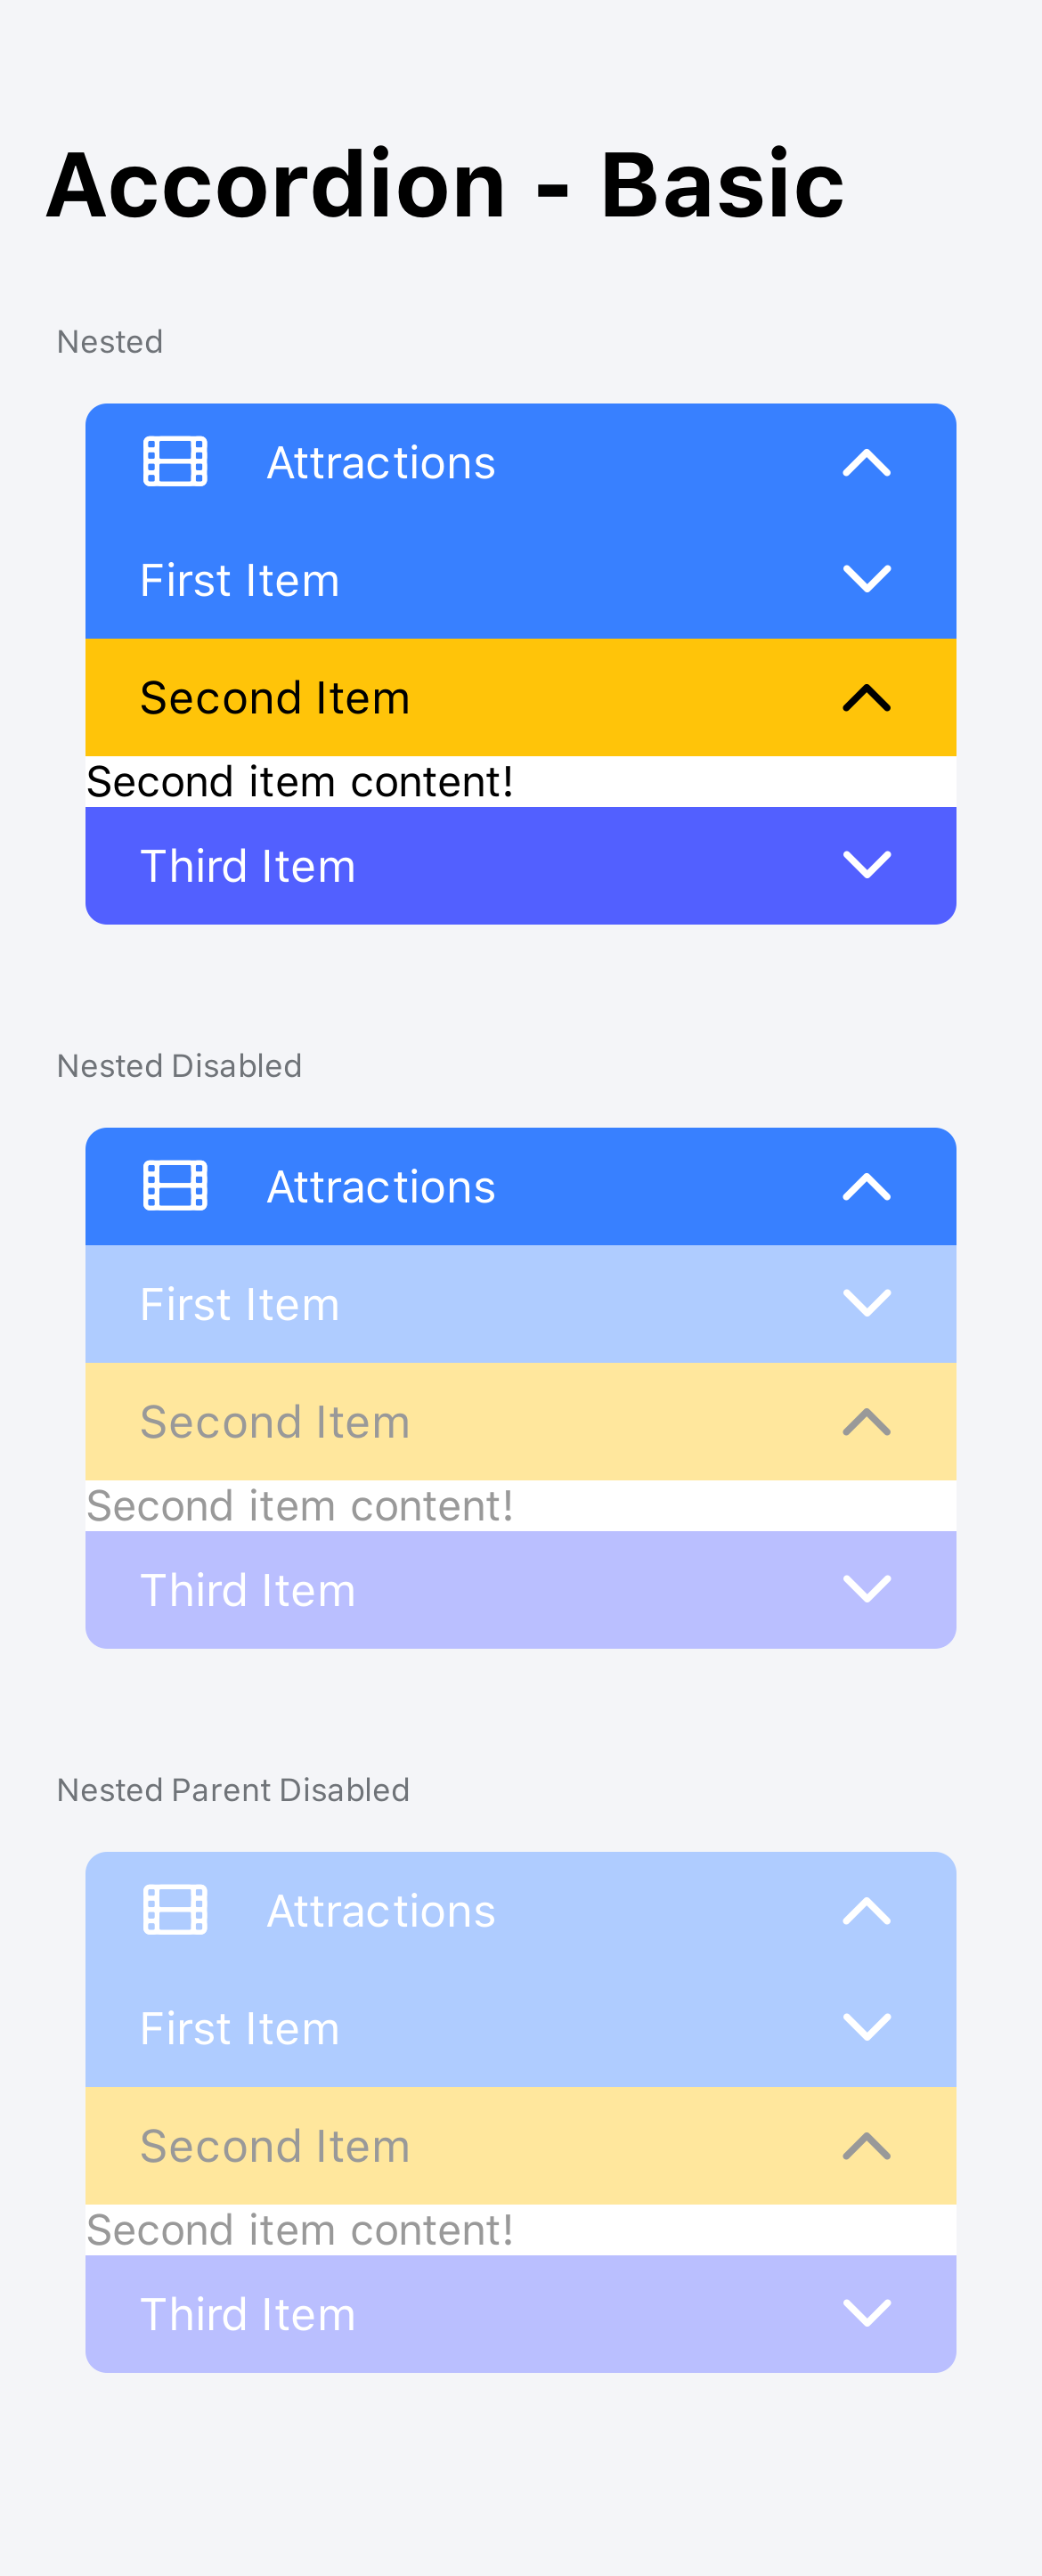 Accordion - Basic
Nested
Attractions
First Item
Second Item
Second item content!
Third Item
Nested Disabled
Attractions
First Item
Second Item
Second item content!
Third Item
Nested Parent Disabled
Attractions
First Item
Second Item
Second item content!
Third Item